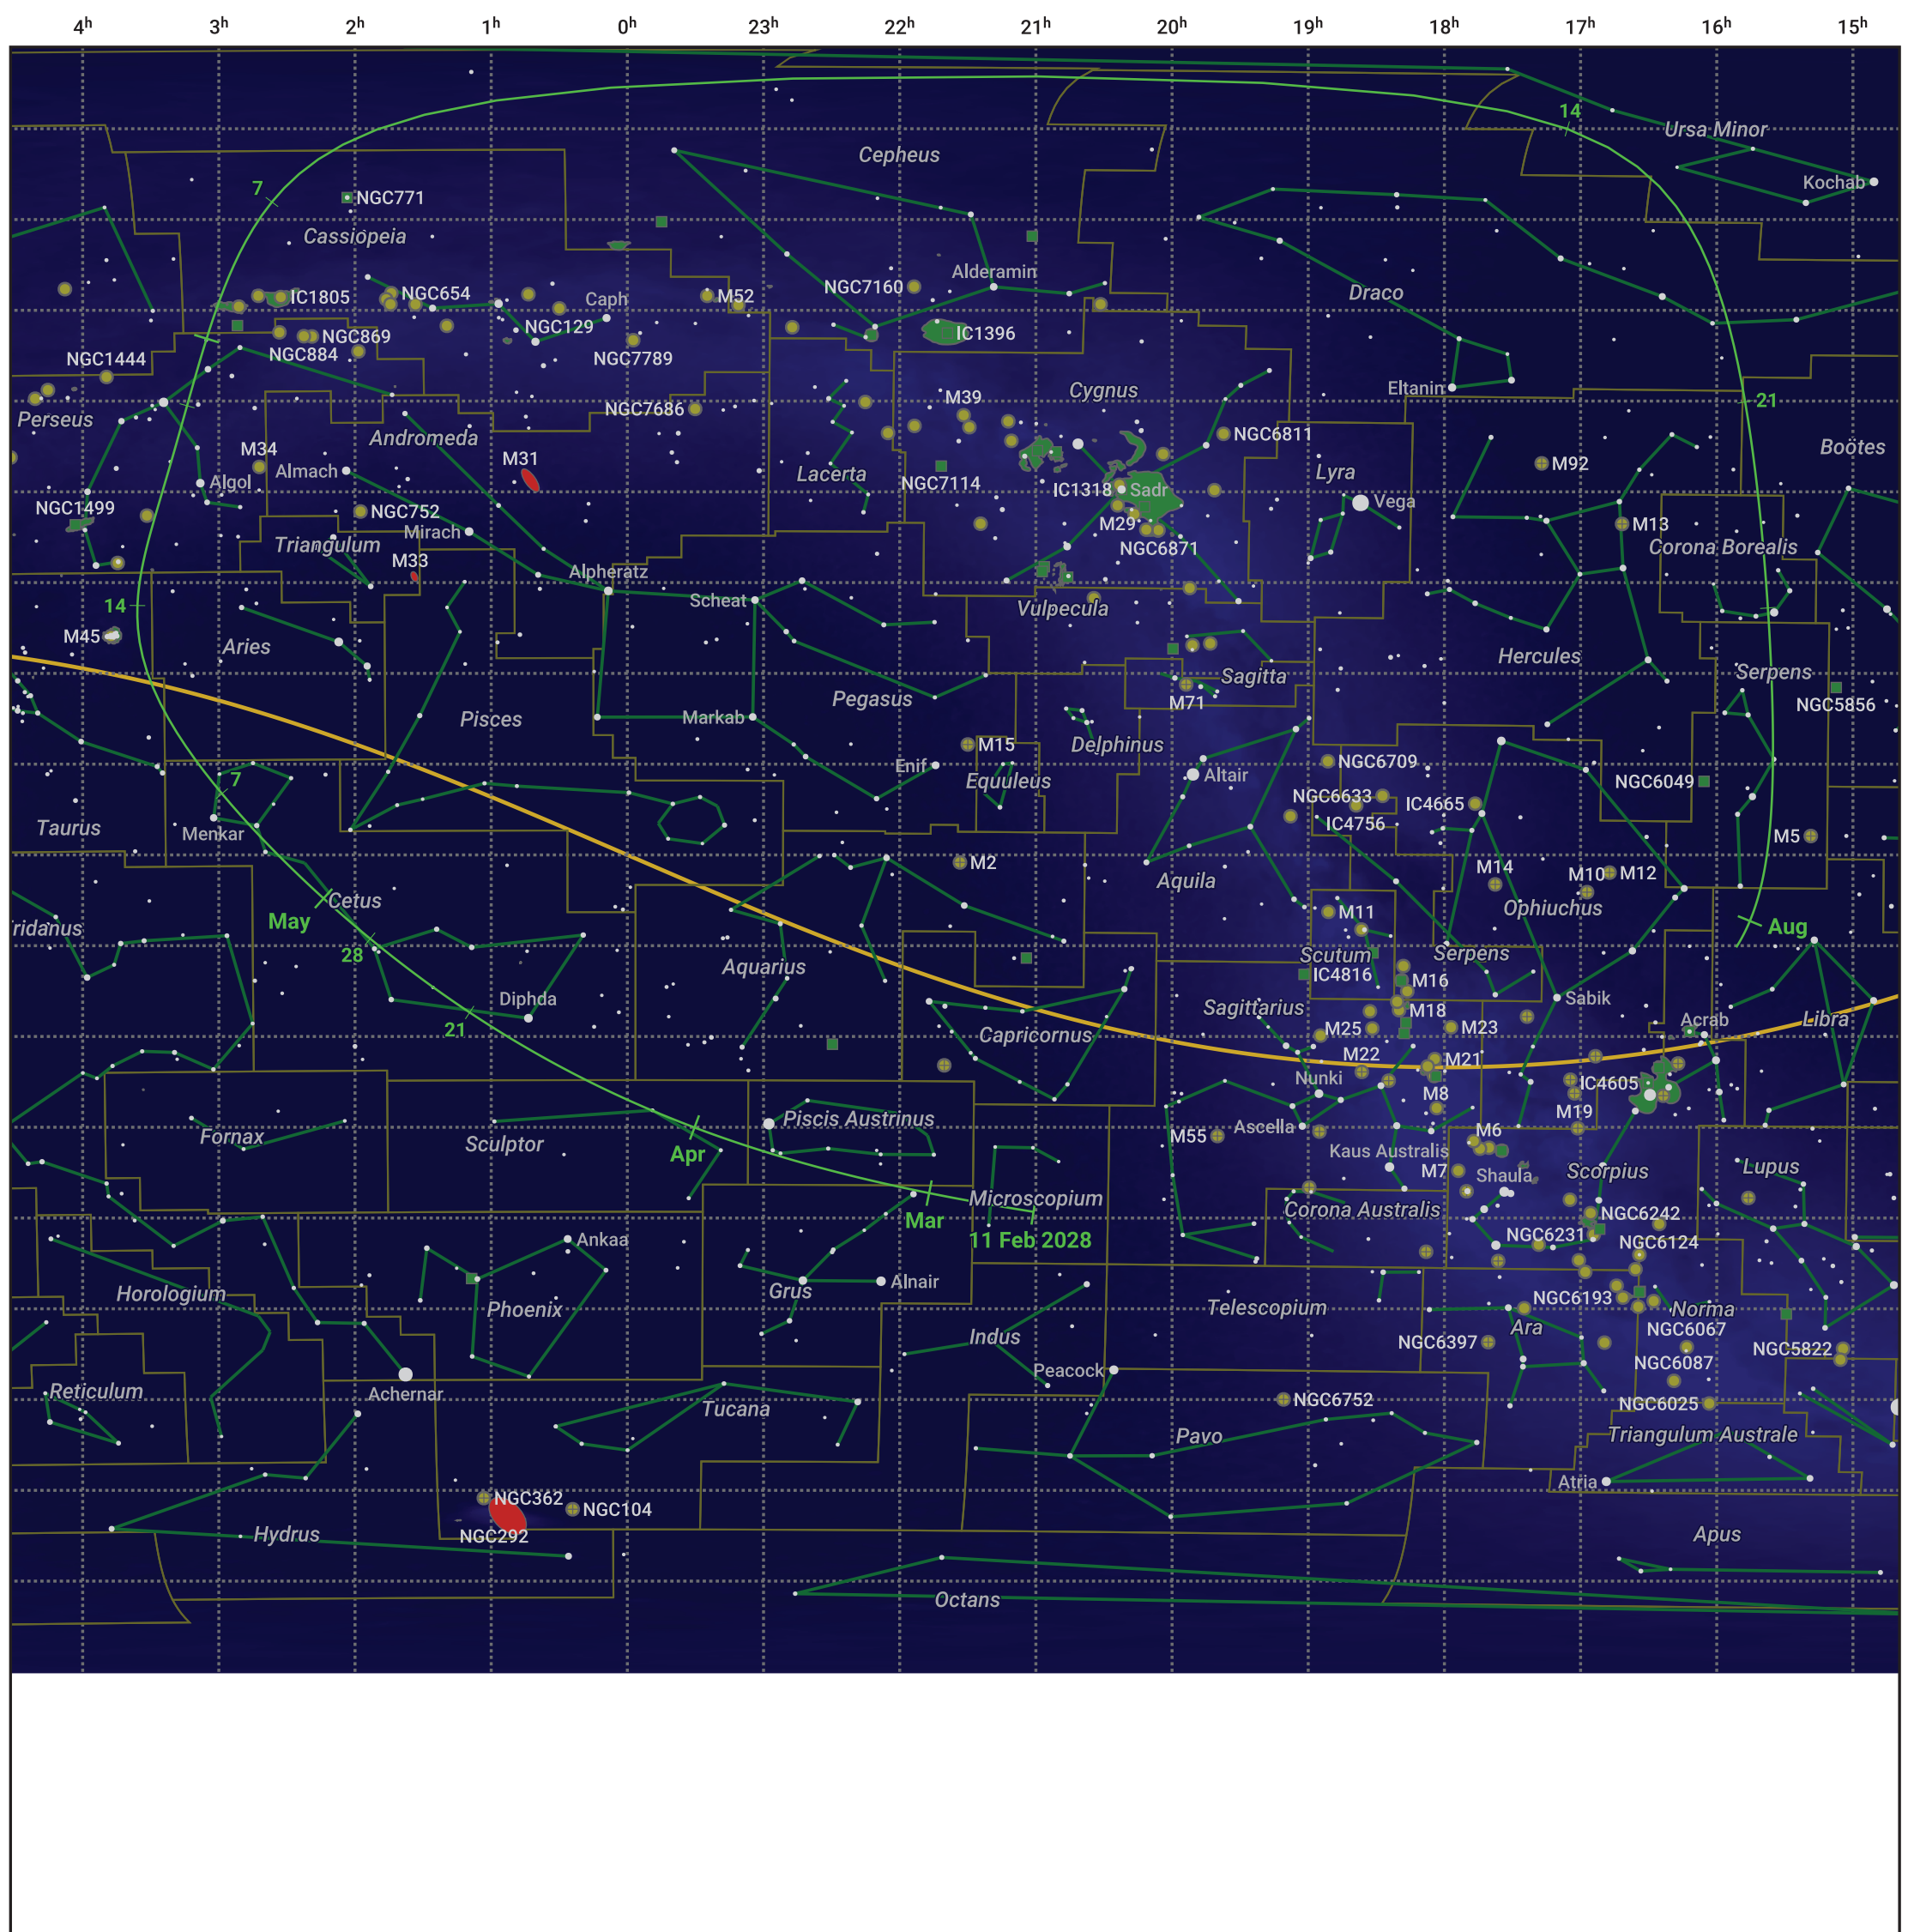 4h 3h 2h 1h 0h 23h 22h 21h 20h 19h 18h 17h 16h 15h
14
Ursa Minor
Cepheus
Kochab
7
NGC771
Cassiopeia
Alderamin
NGC7160
Draco
IC1805
NGC654
M52
Caph
NGC129
IC1396
NGC869
NGC884
NGC7789
NGC1444
Eltanin
Cygnus
M39
21
NGC7686
Perseus
NGC6811
Andromeda
Boötes
M34
M31
Almach
Lacerta
Lyra
M92
Algol
NGC7114
IC1318
Sadr
Vega
NGC1499
NGC752
M29
M13
Mirach
Triangulum
NGC6871
Corona Borealis
M33
Alpheratz
14
Scheat
Vulpecula
M45
Aries
Hercules
Sagitta
Serpens
Pegasus
M71
NGC5856
Pisces
Markab
Delphinus
M15
NGC6709
Enif
Altair
7
Equuleus
NGC6049
NGC6633
IC4665
Taurus
Menkar
IC4756
M5
M2
M14
M10
M12
Aquila
Cetus
Ophiuchus
May
M11
ridanus
Aug
28
Scutum
Serpens
Aquarius
IC4816
M16
Diphda
Sabik
Sagittarius
M18
21
Capricornus
M25
M23
Acrab
Libra
M22
M21
Nunki
IC4605
M8
M19
Piscis Austrinus
Ascella
Fornax
Sculptor
M55
M6
Apr
Kaus Australis
M7
Shaula
Scorpius
Lupus
Microscopium
Mar
Corona Australis
NGC6242
11 Feb 2028
NGC6231
Ankaa
NGC6124
Alnair
Horologium
Grus
Phoenix
Telescopium
NGC6193
Norma
Indus
Ara
NGC6067
NGC6397
NGC5822
Peacock
NGC6087
Reticulum
Achernar
NGC6752
NGC6025
Tucana
Pavo
Triangulum Australe
Atria
NGC362
NGC104
NGC292
Hydrus
Apus
Octans